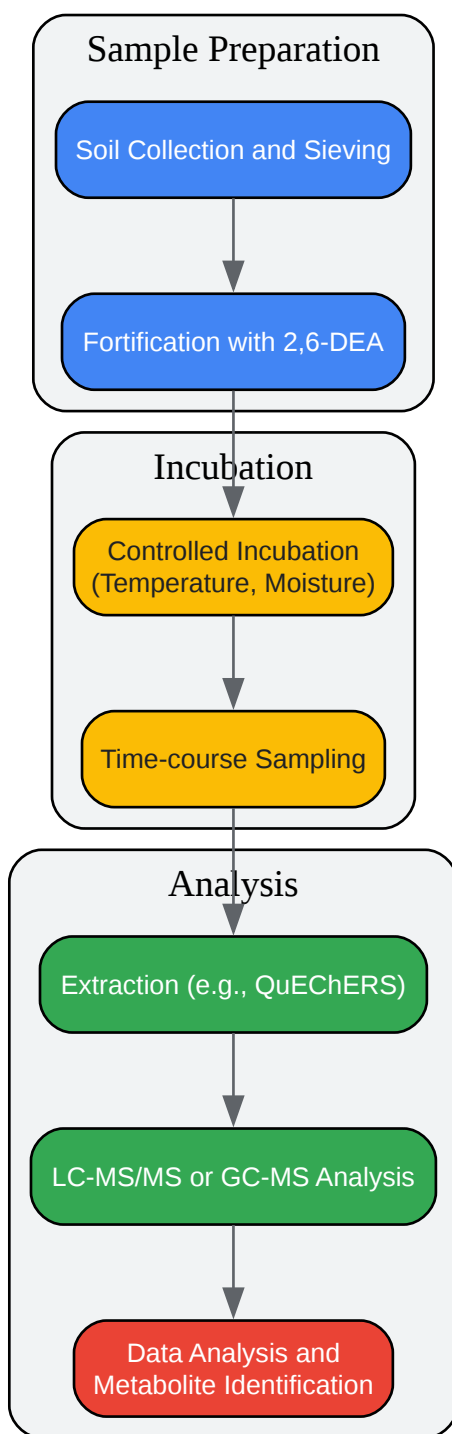 Sample Preparation
Soil Collection and Sieving
Fortification with 2,6-DEA
Incubation
Controlled Incubation
(Temperature, Moisture)
Time-course Sampling
Analysis
Extraction (e.g., QuEChERS)
LC-MS/MS or GC-MS Analysis
Data Analysis and
Metabolite Identification